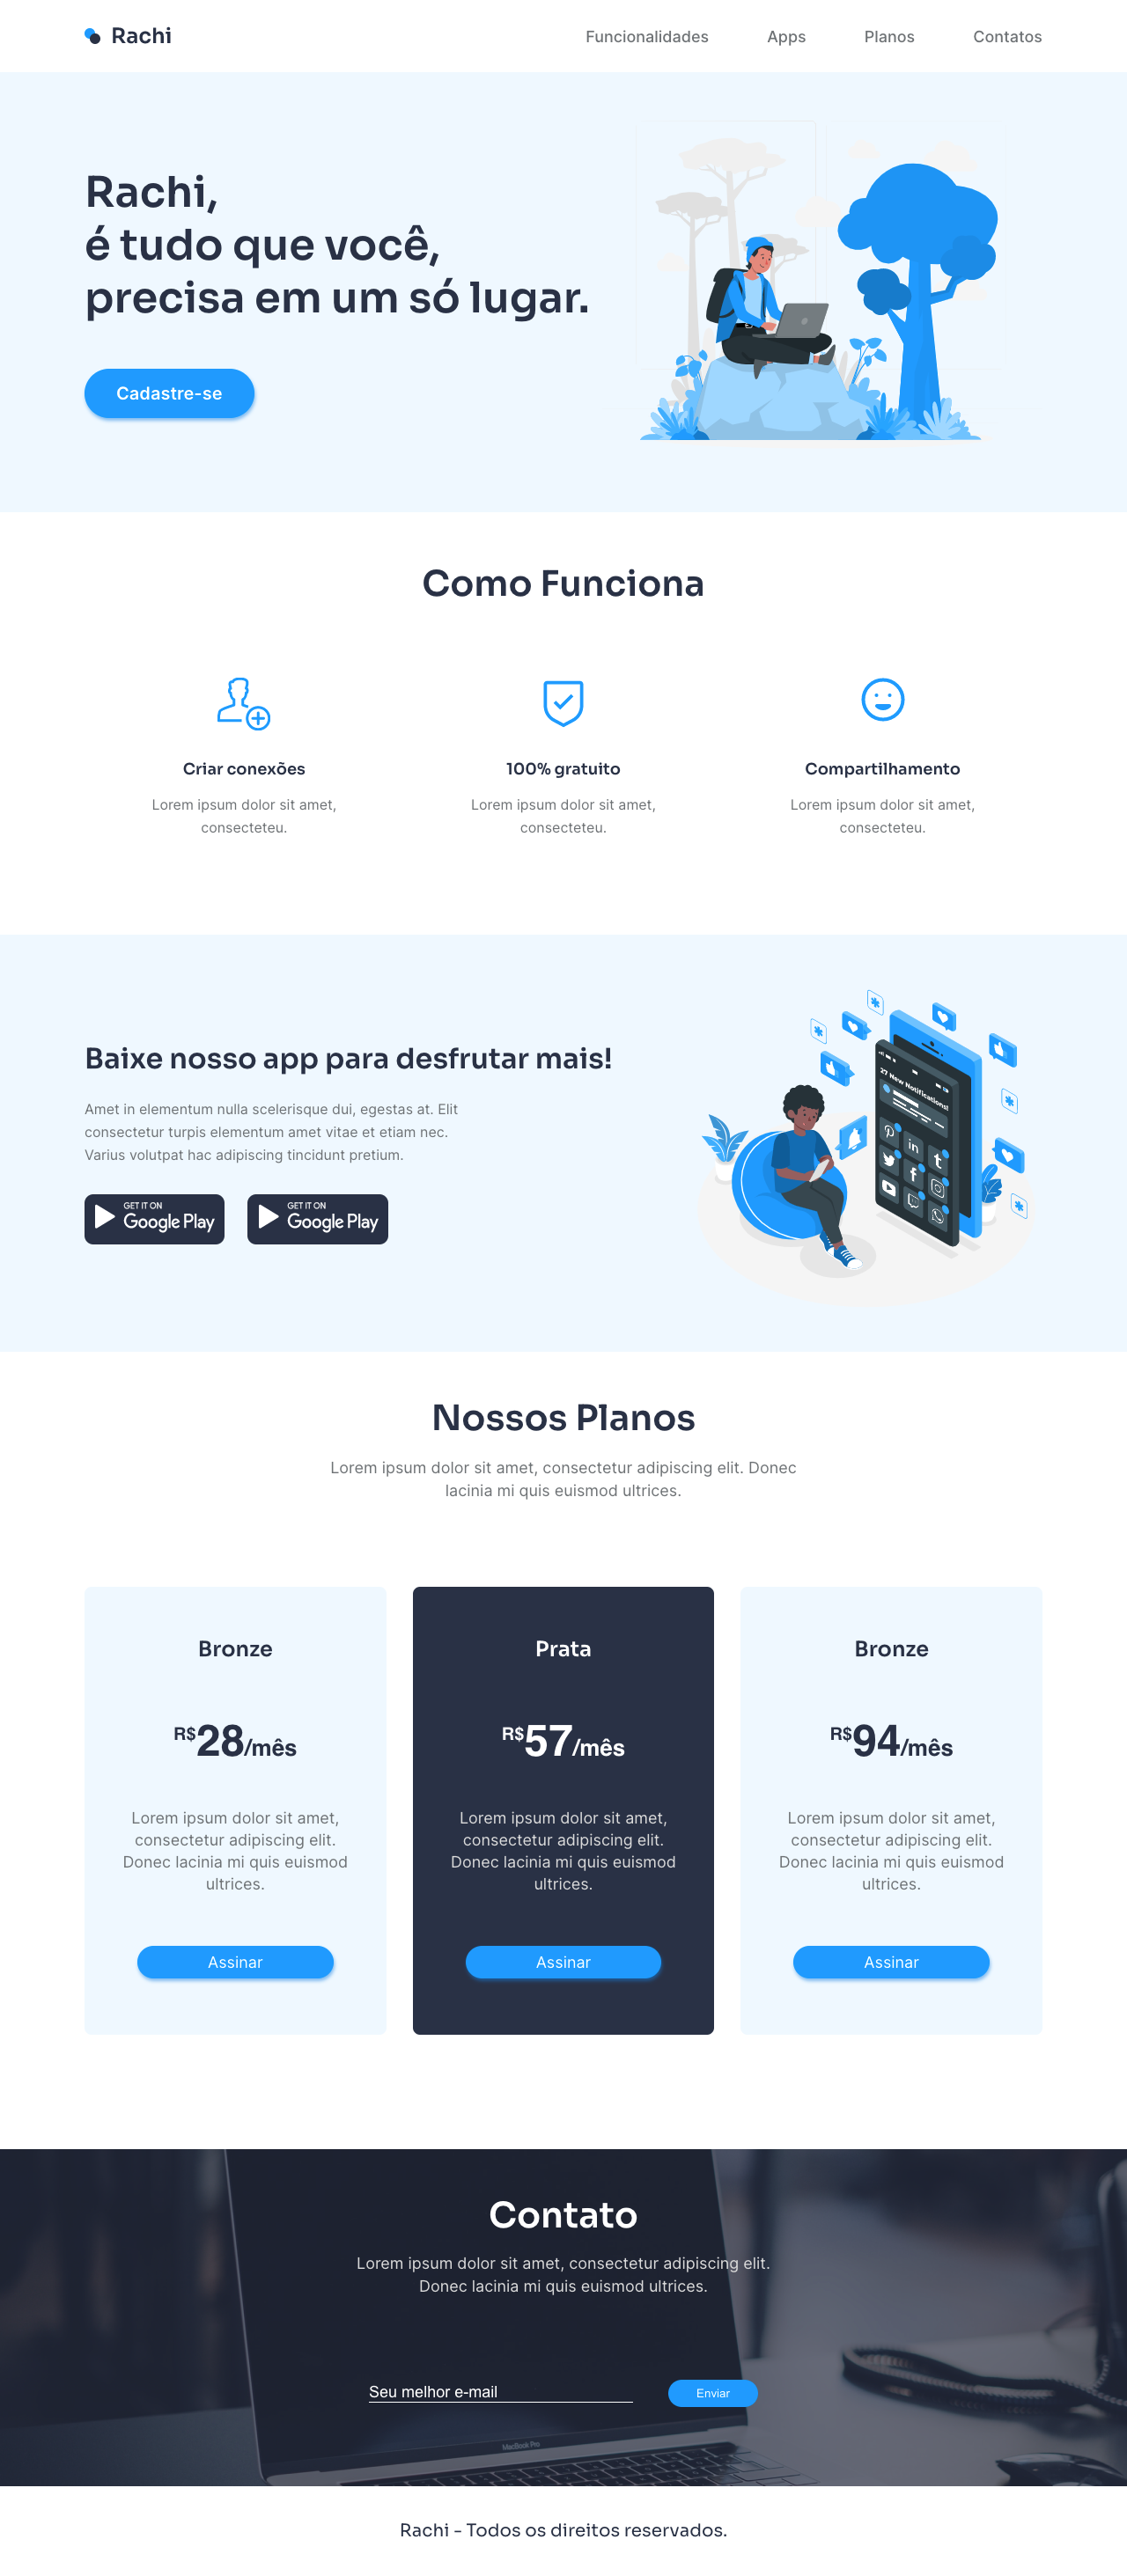 Rachi
Funcionalidades
Apps
Planos
Contatos
Rachi,
é tudo que você,
precisa em um só lugar.
Cadastre-se
Como Funciona
Criar conexões
Lorem ipsum dolor sit amet,
consecteteu.
100% gratuito
Lorem ipsum dolor sit amet,
consecteteu.
Compartilhamento
Lorem ipsum dolor sit amet,
consecteteu.
Baixe nosso app para desfrutar mais!
Amet in elementum nulla scelerisque dui, egestas at. Elit
consectetur turpis elementum amet vitae et etiam nec.
Varius volutpat hac adipiscing tincidunt pretium.
GET IT ON
Google Play
GET IT ON
Google Play
27 New Notifications!
Nossos Planos
Lorem ipsum dolor sit amet, consectetur adipiscing elit. Donec
lacinia mi quis euismod ultrices.
Bronze
R$28/mês
Lorem ipsum dolor sit amet,
consectetur adipiscing elit.
Donec lacinia mi quis euismod
ultrices.
Assinar
Prata
R$57/mês
Lorem ipsum dolor sit amet,
consectetur adipiscing elit.
Donec lacinia mi quis euismod
ultrices.
Assinar
Bronze
R$94/mês
Lorem ipsum dolor sit amet,
consectetur adipiscing elit.
Donec lacinia mi quis euismod
ultrices.
Assinar
Contato
Lorem ipsum dolor sit amet, consectetur adipiscing elit.
Donec lacinia mi quis euismod ultrices.
Seu melhor e-mail
Enviar
MacBook Pro
Rachi - Todos os direitos reservados.